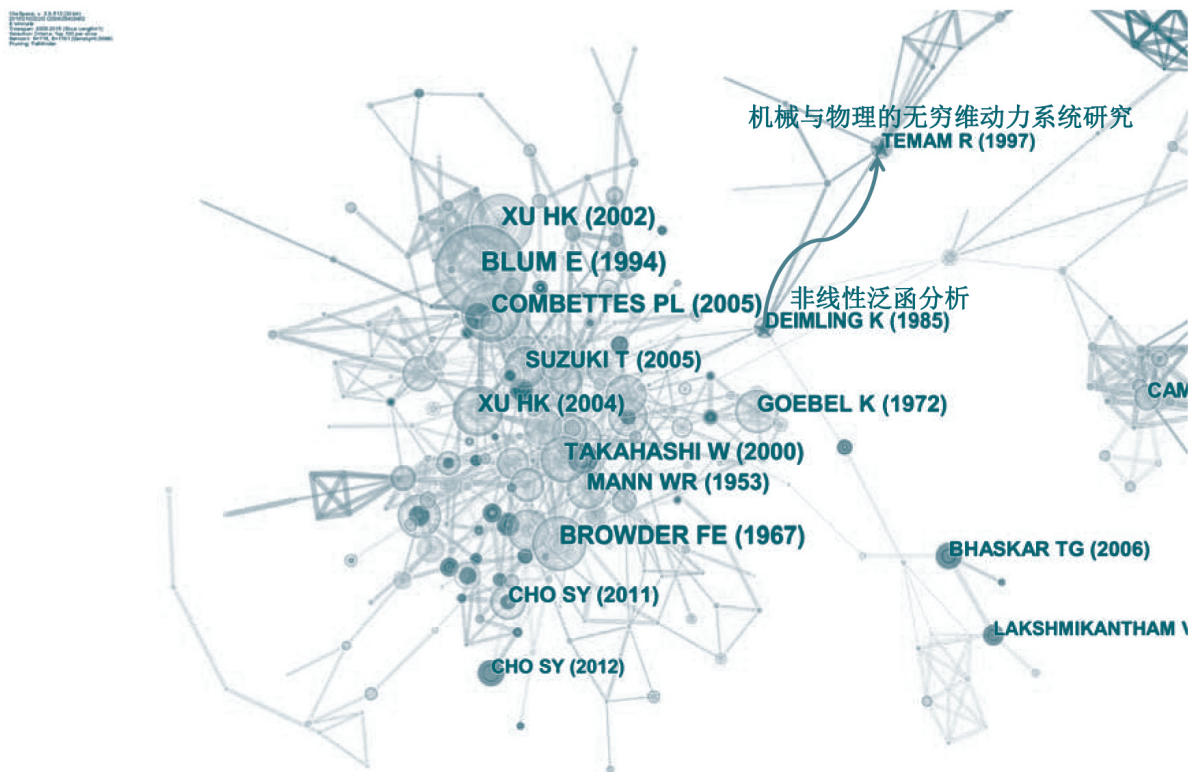 机械与物理的无穷维动力系统研究
TEMAM R (1997)
XU HK (2002)
BLUM E (1994)
非线性泛函分析
COMBETTES PL (2005)
DEIMLING K (1985)
SUZUKI T (2005)
CAM
XU HK (2004)
GOEBEL K (1972)
TAKAHASHI W (2000)
MANN WR (1953)
BROWDER FE (1967)
BHASKAR TG (2006)
CHO SY (2011)
LAKSHMIKANTHAM V
CHO SY (2012)